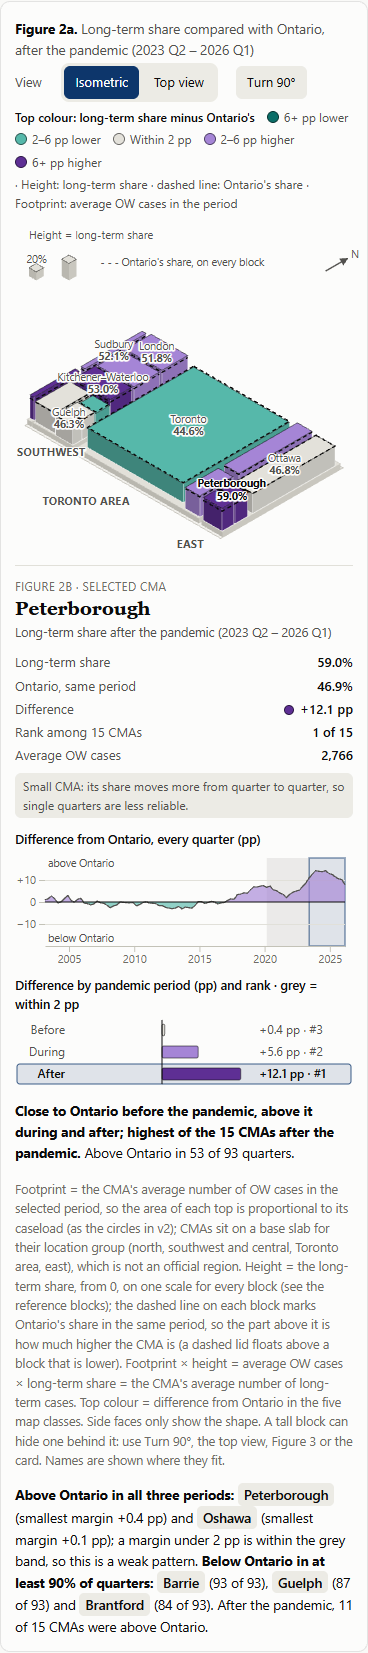 Figure 2a. Long-term share compared with Ontario,
after the pandemic (2023 Q2 – 2026 Q1)
View
Isometric
Top view
Turn 90°
Top colour: long-term share minus Ontario's
6+ pp lower
2–6 pp lower
Within 2 pp
2–6 pp higher
6+ pp higher
· Height: long-term share · dashed line: Ontario's share ·
Footprint: average OW cases in the period
Height = long-term share
20%
- - - Ontario's share, on every block
N
Sudbury
52.1%
London
51.8%
Kitchener–Waterloo
53.0%
Guelph
46.3%
Toronto
44.6%
SOUTHWEST
Ottawa
46.8%
Peterborough
59.0%
TORONTO AREA
EAST
FIGURE 2B · SELECTED CMA
Peterborough
Long-term share after the pandemic (2023 Q2 – 2026 Q1)
Long-term share 59.0%
Ontario, same period 46.9%
Difference +12.1 pp
Rank among 15 CMAs 1 of 15
Average OW cases 2,766
Small CMA: its share moves more from quarter to quarter, so
single quarters are less reliable.
Difference from Ontario, every quarter (pp)
above Ontario
+10
0
−10
below Ontario
2005 2010 2015 2020 2025
Difference by pandemic period (pp) and rank · grey =
within 2 pp
Before +0.4 pp · #3
During +5.6 pp · #2
After +12.1 pp · #1
Close to Ontario before the pandemic, above it
during and after; highest of the 15 CMAs after the
pandemic. Above Ontario in 53 of 93 quarters.
Footprint = the CMA's average number of OW cases in the
selected period, so the area of each top is proportional to its
caseload (as the circles in v2); CMAs sit on a base slab for
their location group (north, southwest and central, Toronto
area, east), which is not an official region. Height = the long-
term share, from 0, on one scale for every block (see the
reference blocks); the dashed line on each block marks
Ontario's share in the same period, so the part above it is
how much higher the CMA is (a dashed lid floats above a
block that is lower). Footprint × height = average OW cases
× long-term share = the CMA's average number of long-
term cases. Top colour = difference from Ontario in the five
map classes. Side faces only show the shape. A tall block can
hide one behind it: use Turn 90°, the top view, Figure 3 or the
card. Names are shown where they fit.
Above Ontario in all three periods: Peterborough
(smallest margin +0.4 pp) and Oshawa (smallest
margin +0.1 pp); a margin under 2 pp is within the grey
band, so this is a weak pattern. Below Ontario in at
least 90% of quarters: Barrie (93 of 93), Guelph (87
of 93) and Brantford (84 of 93). After the pandemic, 11
of 15 CMAs were above Ontario.